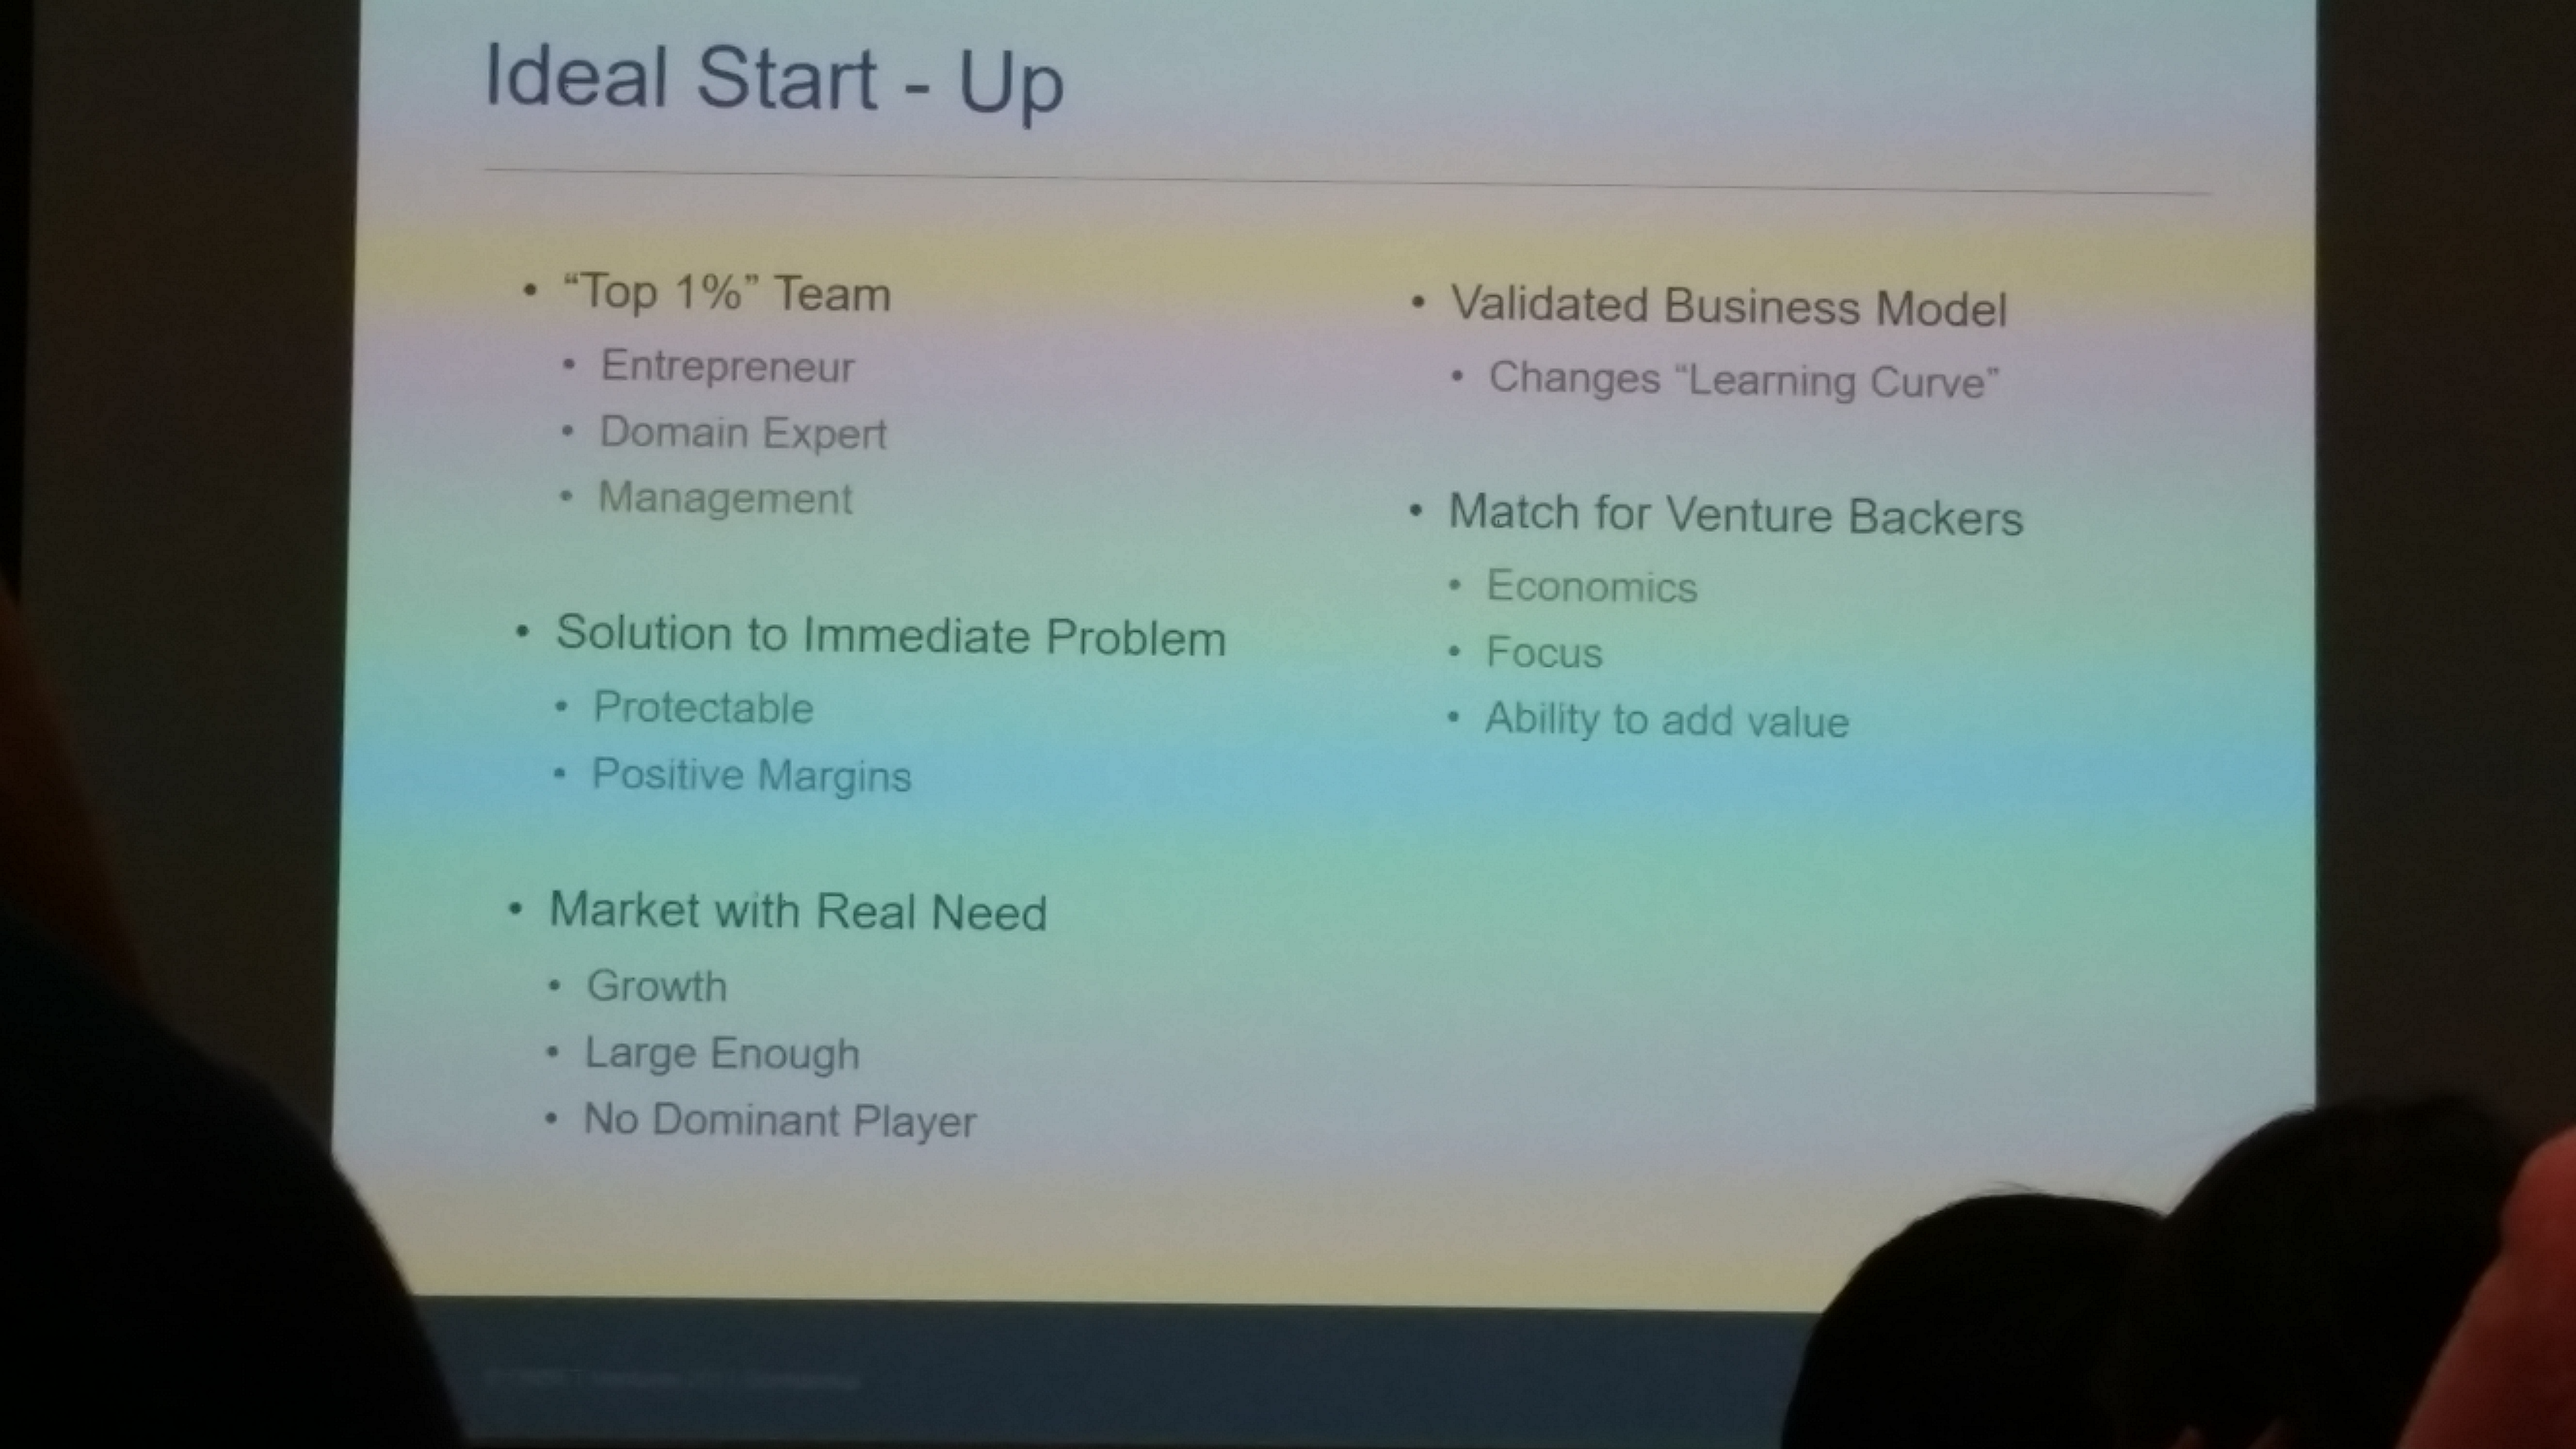 Ideal Start - Up
• “Top 1%” Team
• Entrepreneur
• Domain Expert
• Management
• Solution to Immediate Problem
• Protectable
• Positive Margins
• Market with Real Need
• Growth
• Large Enough
• No Dominant Player
• Validated Business Model
• Changes “Learning Curve”
• Match for Venture Backers
• Economics
• Focus
• Ability to add value